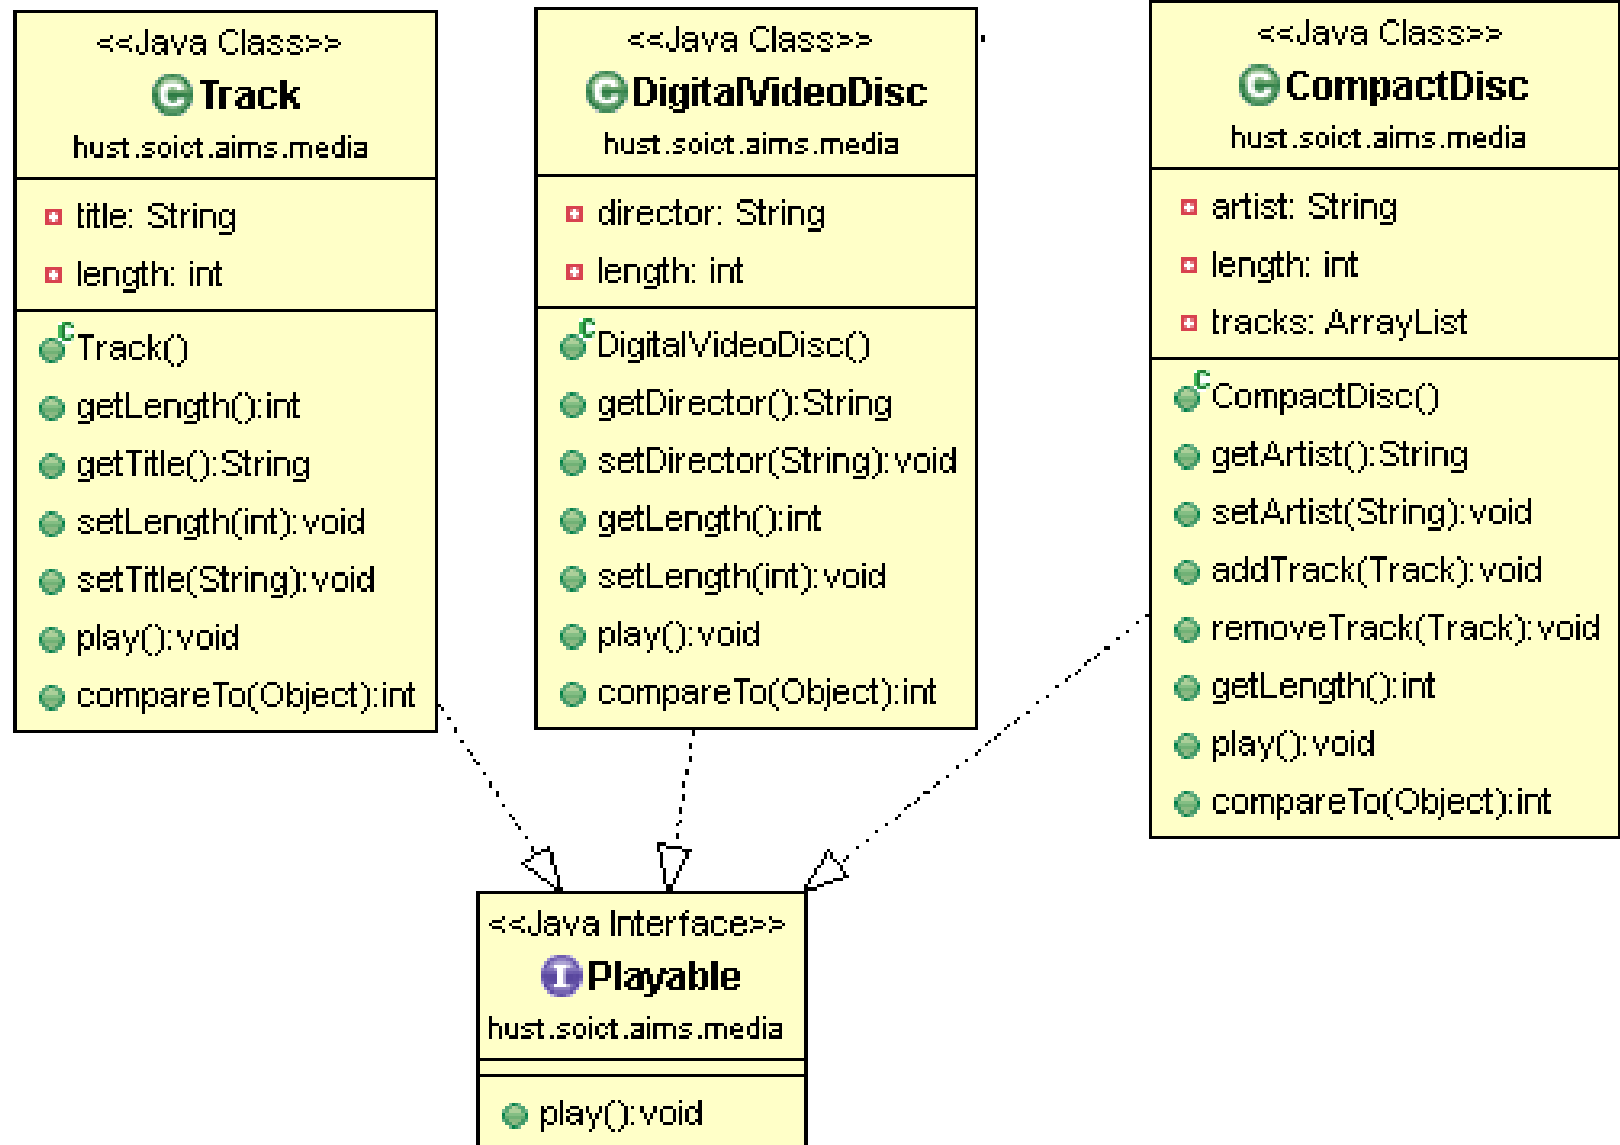 <<Java Class>>
Track
hust.soict.aims.media
title: String
length: int
Track()
getLength():int
getTitle():String
setLength(int):void
setTitle(String):void
play():void
compareTo(Object):int
<<Java Class>>
DigitalVideoDisc
hust.soict.aims.media
director: String
length: int
DigitalVideoDisc()
getDirector():String
setDirector(String):void
getLength():int
setLength(int):void
play():void
compareTo(Object):int
<<Java Class>>
CompactDisc
hust.soict.aims.media
artist: String
length: int
tracks: ArrayList
CompactDisc()
getArtist():String
setArtist(String):void
addTrack(Track):void
removeTrack(Track):void
getLength():int
play():void
compareTo(Object):int
<<Java Interface>>
Playable
hust.soict.aims.media
play():void